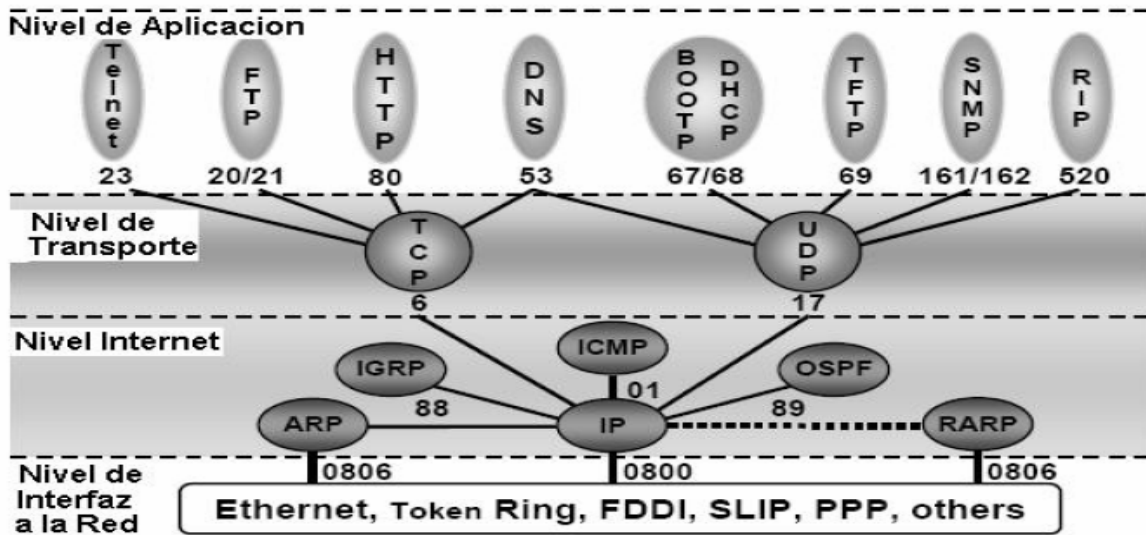 Nivel de Aplicacion
Telnet
FTP
HTTP
DNS
BOOTP
DHCP
TFTP
SNMP
RIP
23
20/21
80
53
67/68
69
161/162
520
Nivel de
Transporte
TCP
UDP
6
17
Nivel Internet
ICMP
IGRP
OSPF
01
88
89
ARP
IP
RARP
Nivel de
Interfaz
a la Red
0806
0800
0806
Ethernet, Token Ring, FDDI, SLIP, PPP, others